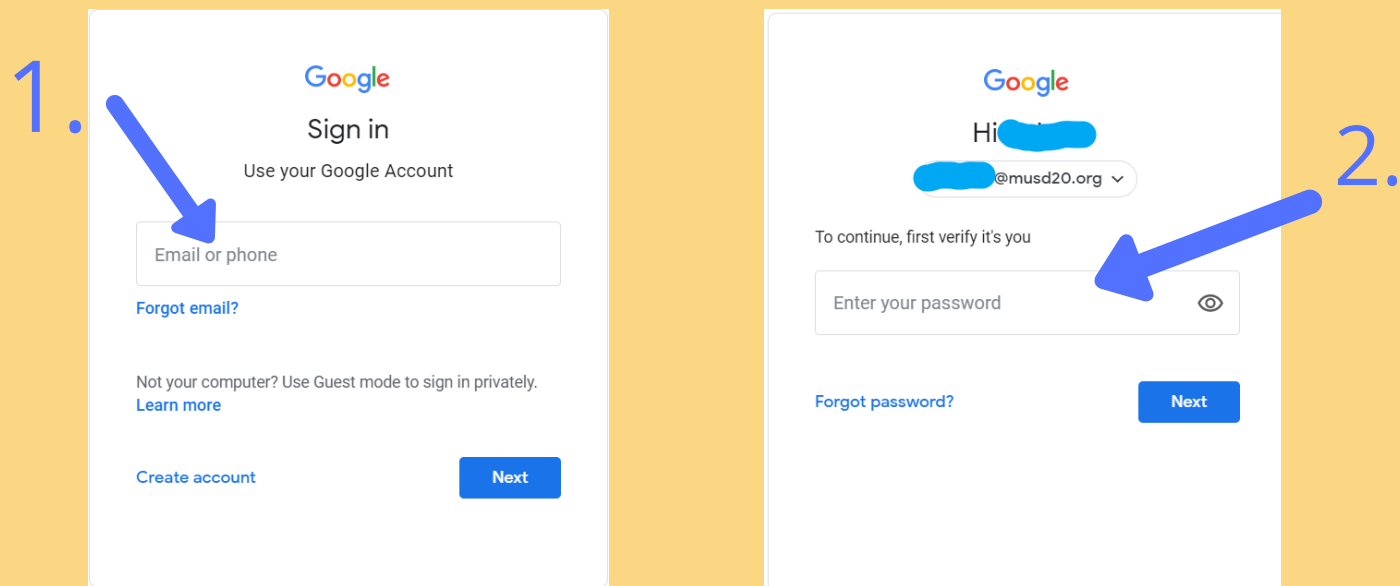 1.
Google
Sign in
Use your Google Account
Email or phone
Forgot email?
Not your computer? Use Guest mode to sign in privately.
Learn more
Create account
Next
2.
Google
Hi
@musd20.org
To continue, first verify it's you
Enter your password
Forgot password?
Next